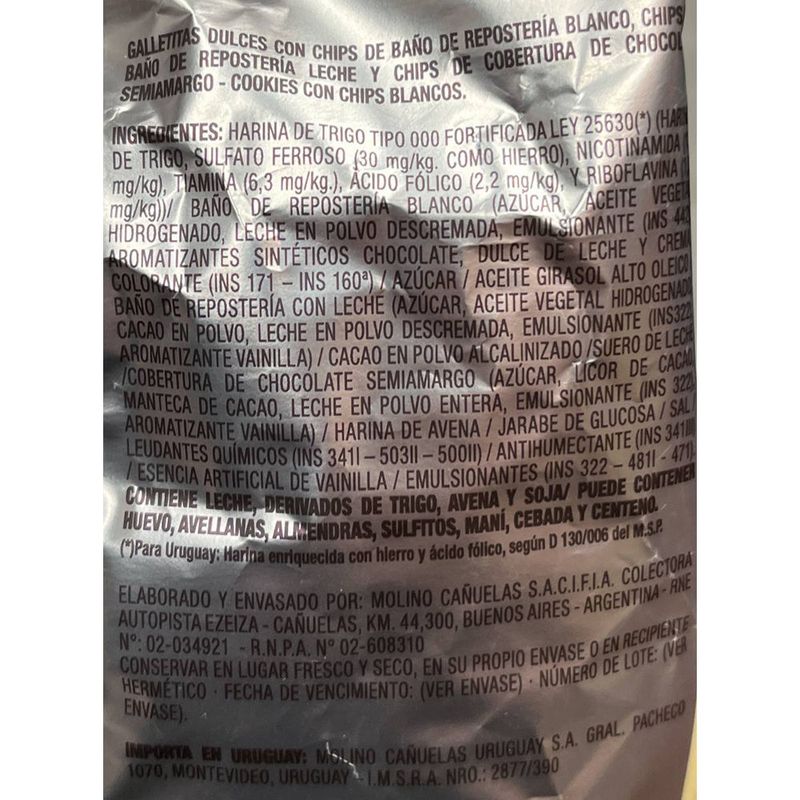 GALLETITAS DULCES CON CHIPS DE BAÑO DE REPOSTERÍA BLANCO, CHIPS
BAÑO DE REPOSTERÍA LECHE Y CHIPS DE COBERTURA DE
SEMIAMARGO - COOKIES CON CHIPS BLANCOS.
INGREDIENTES: HARINA DE TRIGO TIPO 000 FORTIFICADA LEY 25630(*) (HARINA
DE TRIGO, SULFATO FERROSO (30 mg/kg. COMO HIERRO), NICOTINAMIDA
mg/kg), TIAMINA (6,3 mg/kg.), ÁCIDO FÓLICO (2,2 mg/kg), Y RIBOFLAVINA
mg/kg))/ BAÑO DE REPOSTERÍA BLANCO (AZÚCAR, ACEITE VEGETAL
HIDROGENADO, LECHE EN POLVO DESCREMADA, EMULSIONANTE (INS
AROMATIZANTES SINTÉTICOS CHOCOLATE, DULCE DE LECHE Y CREMA
COLORANTE (INS 171 – INS 160ª) / AZÚCAR / ACEITE GIRASOL ALTO OLEICO
BAÑO DE REPOSTERÍA CON LECHE (AZÚCAR, ACEITE VEGETAL HIDROGENADO
CACAO EN POLVO, LECHE EN POLVO DESCREMADA, EMULSIONANTE (INS322
AROMATIZANTE VAINILLA) / CACAO EN POLVO ALCALINIZADO /SUERO DE LECHE
/COBERTURA DE CHOCOLATE SEMIAMARGO (AZÚCAR, LICOR DE CACAO,
MANTECA DE CACAO, LECHE EN POLVO ENTERA, EMULSIONANTE (INS 322),
AROMATIZANTE VAINILLA) / HARINA DE AVENA / JARABE DE GLUCOSA / SAL /
LEUDANTES QUÍMICOS (INS 341I – 503II – 500II) / ANTIHUMECTANTE (INS 341III)
/ ESENCIA ARTIFICIAL DE VAINILLA / EMULSIONANTES (INS 322 – 481I - 471).
CONTIENE LECHE, DERIVADOS DE TRIGO, AVENA Y SOJA/ PUEDE CONTENER
HUEVO, AVELLANAS, ALMENDRAS, SULFITOS, MANÍ, CEBADA Y CENTENO.
(*)Para Uruguay: Harina enriquecida con hierro y ácido fólico, según D 130/006 del M.S.P.
ELABORADO Y ENVASADO POR: MOLINO CAÑUELAS S.A.C.I.F.I.A. COLECTORA
AUTOPISTA EZEIZA - CAÑUELAS, KM. 44,300, BUENOS AIRES - ARGENTINA - RNE
N°: 02-034921 - R.N.P.A. N° 02-608310
CONSERVAR EN LUGAR FRESCO Y SECO, EN SU PROPIO ENVASE O EN RECIPIENTE
HERMÉTICO · FECHA DE VENCIMIENTO: (VER ENVASE) · NÚMERO DE LOTE: (VER
ENVASE).
IMPORTA EN URUGUAY: MOLINO CAÑUELAS URUGUAY S.A. GRAL. PACHECO
1070, MONTEVIDEO, URUGUAY - I.M.S.R.A. NRO.: 2877/390